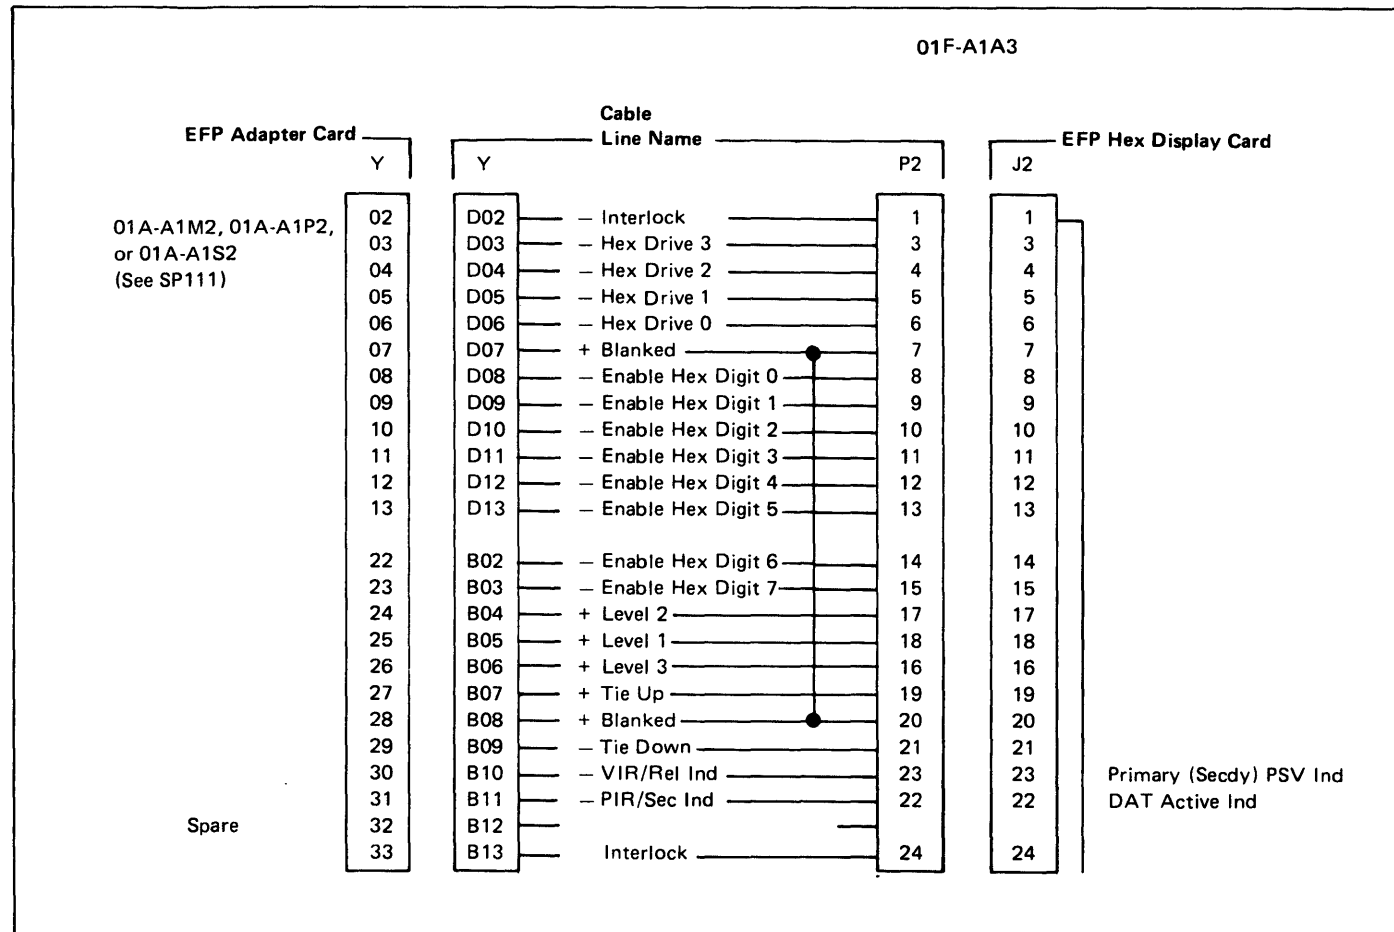 01F-A1A3
Cable
EFP Adapter Card Line Name EFP Hex Display Card
Y Y P2 J2
01A-A1M2, 01A-A1P2,
or 01A-A1S2
(See SP111)
02 D02 – Interlock 1 1
03 D03 – Hex Drive 3 3 3
04 D04 – Hex Drive 2 4 4
05 D05 – Hex Drive 1 5 5
06 D06 – Hex Drive 0 6 6
07 D07 + Blanked 7 7
08 D08 – Enable Hex Digit 0 8 8
09 D09 – Enable Hex Digit 1 9 9
10 D10 – Enable Hex Digit 2 10 10
11 D11 – Enable Hex Digit 3 11 11
12 D12 – Enable Hex Digit 4 12 12
13 D13 – Enable Hex Digit 5 13 13
22 B02 – Enable Hex Digit 6 14 14
23 B03 – Enable Hex Digit 7 15 15
24 B04 + Level 2 17 17
25 B05 + Level 1 18 18
26 B06 + Level 3 16 16
27 B07 + Tie Up 19 19
28 B08 + Blanked 20 20
29 B09 – Tie Down 21 21
30 B10 – VIR/Rel Ind 23 23 Primary (Secdy) PSV Ind
31 B11 – PIR/Sec Ind 22 22 DAT Active Ind
Spare 32 B12
33 B13 Interlock 24 24